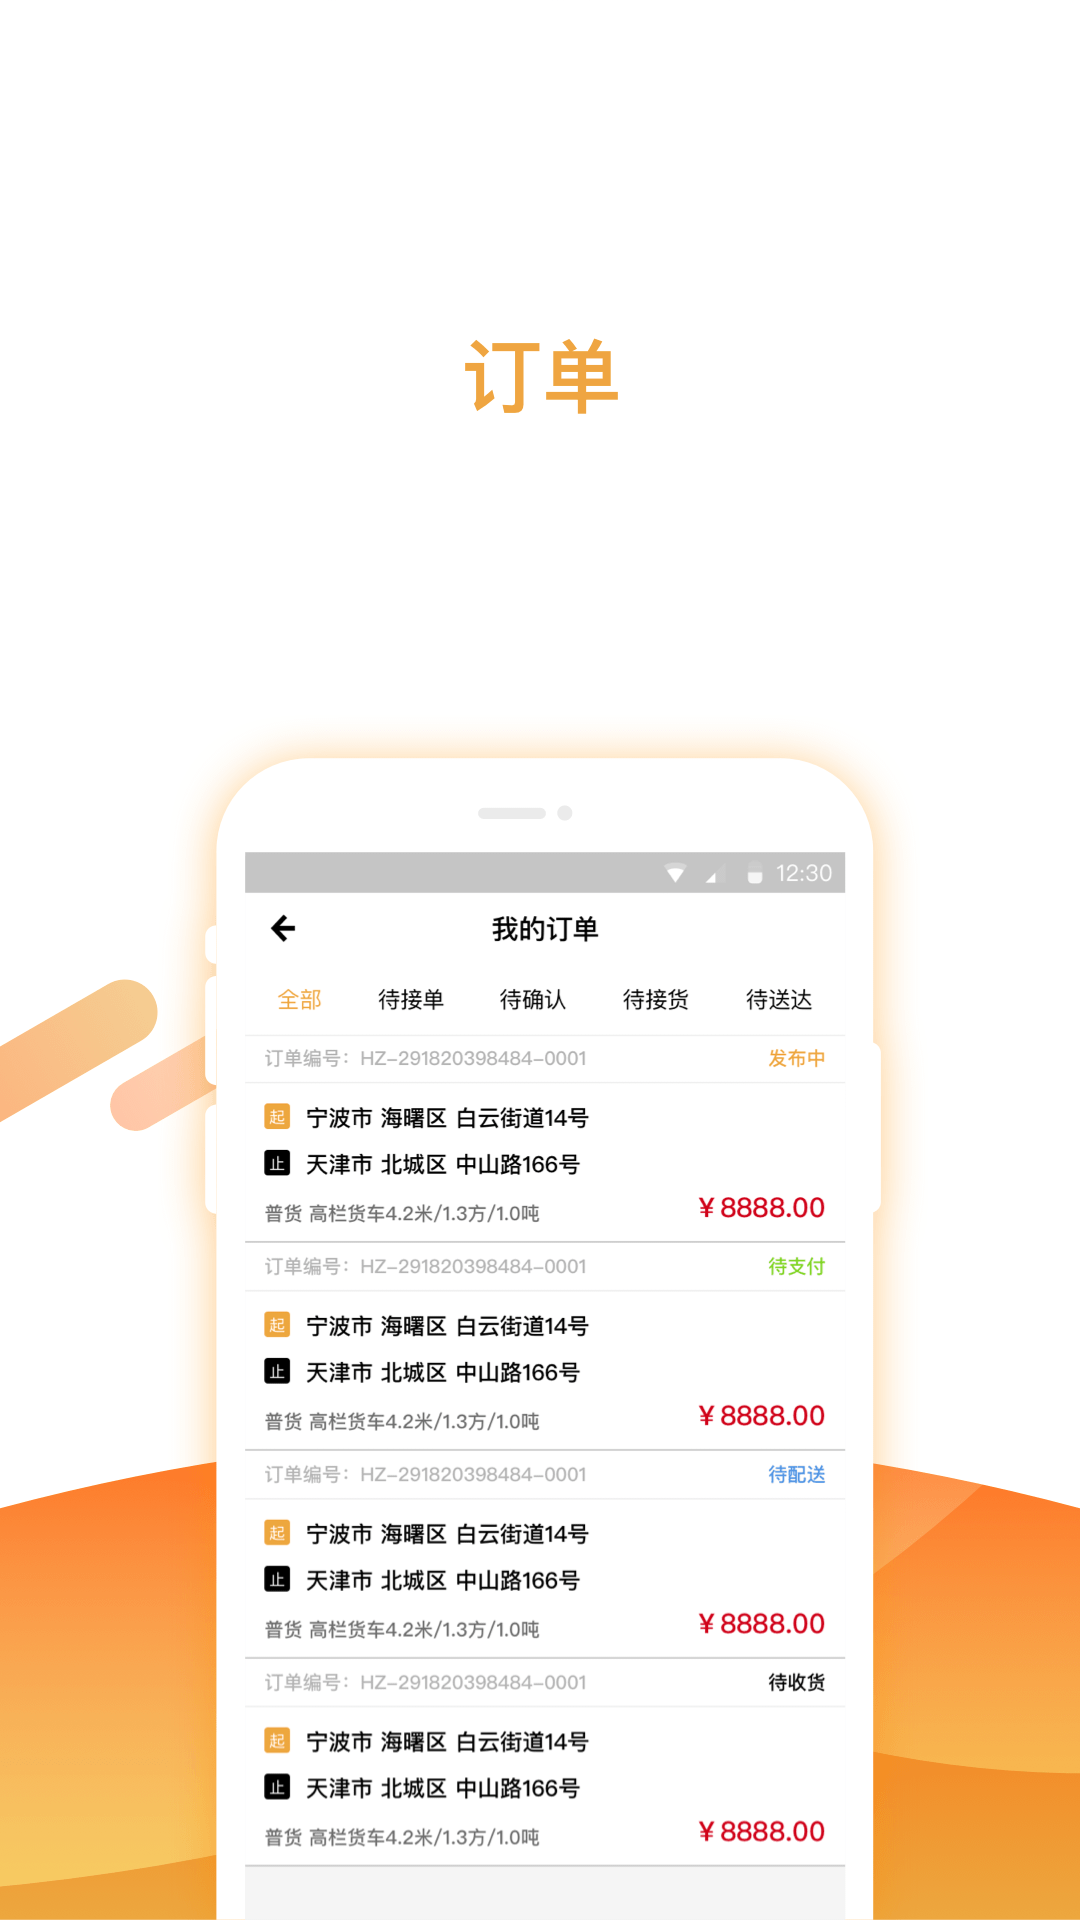 订单
12:30
我的订单
全部 待接单 待确认 待接货 待送达
订单编号：HZ-291820398484-0001 发布中
起 宁波市 海曙区 白云街道14号
止 天津市 北城区 中山路166号
普货 高栏货车4.2米/1.3方/1.0吨 ¥8888.00
订单编号：HZ-291820398484-0001 待支付
起 宁波市 海曙区 白云街道14号
止 天津市 北城区 中山路166号
普货 高栏货车4.2米/1.3方/1.0吨 ¥8888.00
订单编号：HZ-291820398484-0001 待配送
起 宁波市 海曙区 白云街道14号
止 天津市 北城区 中山路166号
普货 高栏货车4.2米/1.3方/1.0吨 ¥8888.00
订单编号：HZ-291820398484-0001 待收货
起 宁波市 海曙区 白云街道14号
止 天津市 北城区 中山路166号
普货 高栏货车4.2米/1.3方/1.0吨 ¥8888.00